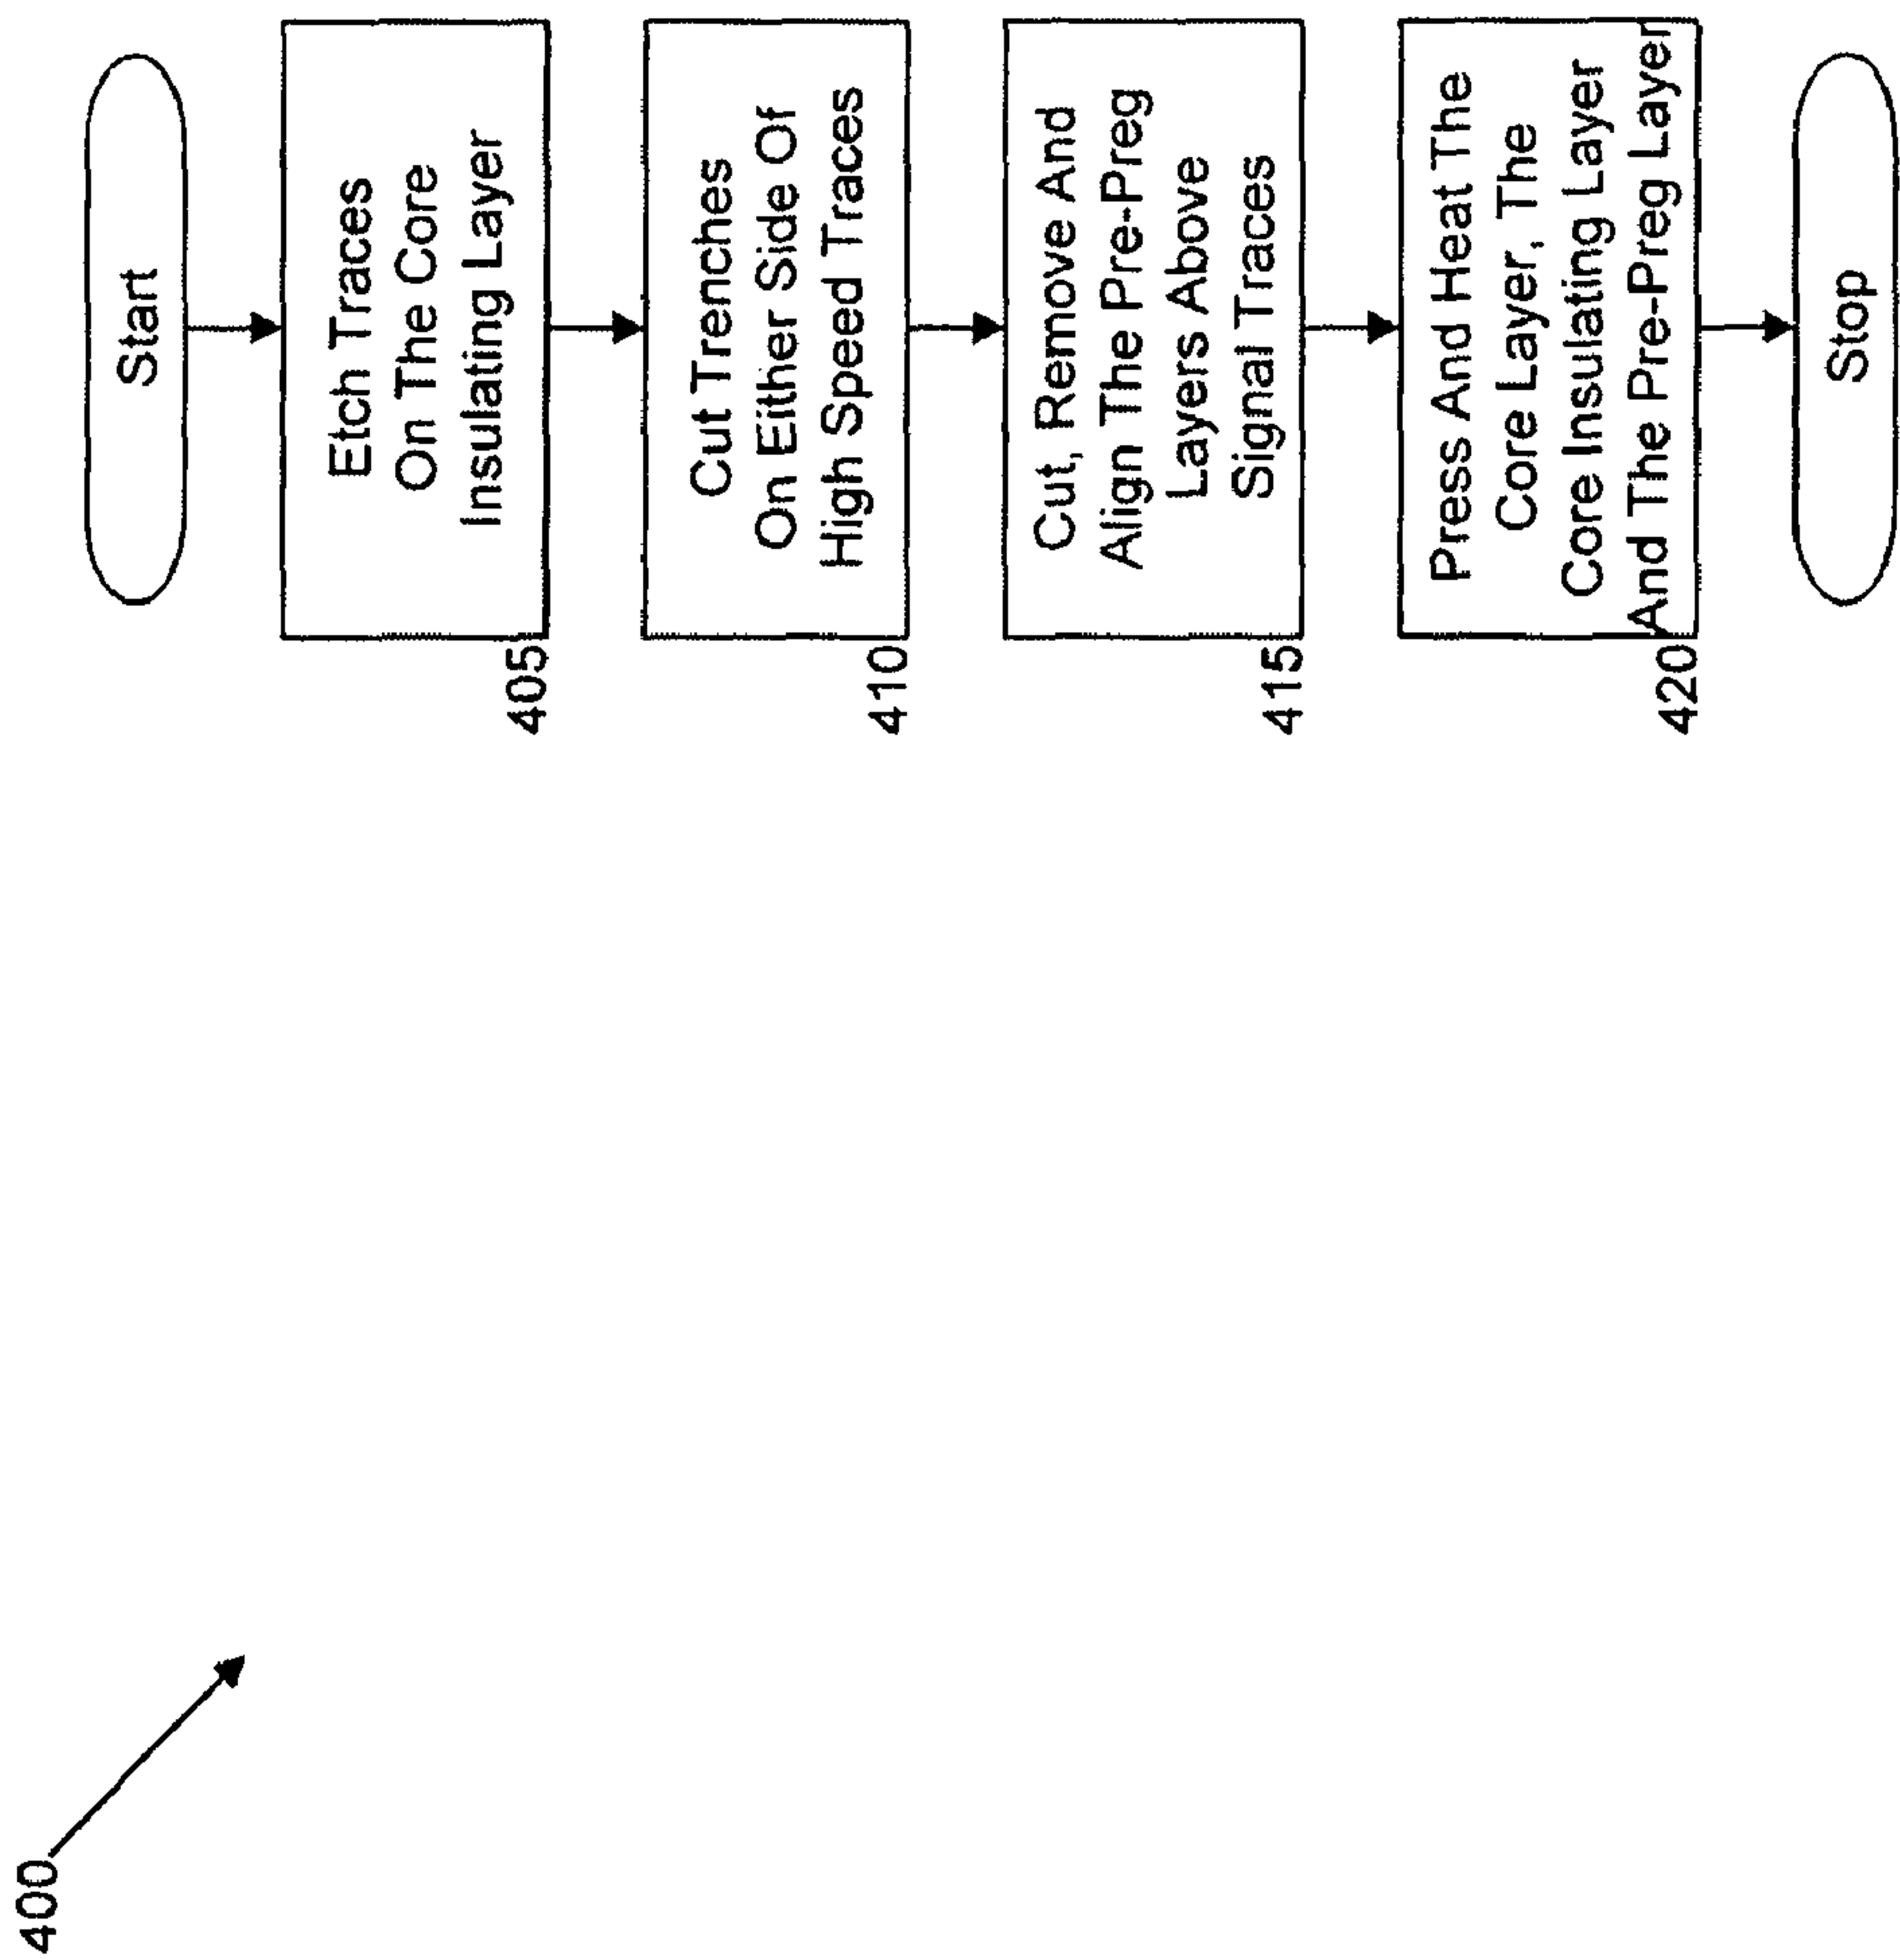 400
Start
Etch Traces
On The Core
Insulating Layer
405
Cut Trenches
On Either Side Of
High Speed Traces
410
Cut, Remove And
Align The Pre-Preg
Layers Above
Signal Traces
415
Press And Heat The
Core Layer, The
Core Insulating Layer
And The Pre-Preg Layer
420
Stop